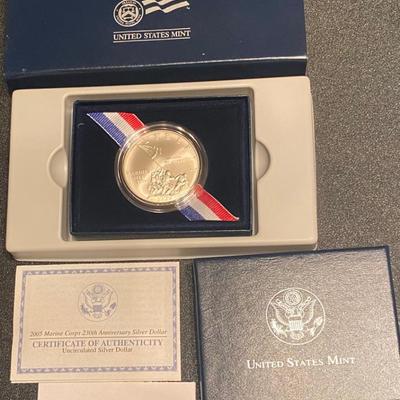 UNITED STATES MINT
2005 Marine Corps 230th Anniversary Silver Dollar
CERTIFICATE OF AUTHENTICITY
Uncirculated Silver Dollar
UNITED STATES MINT